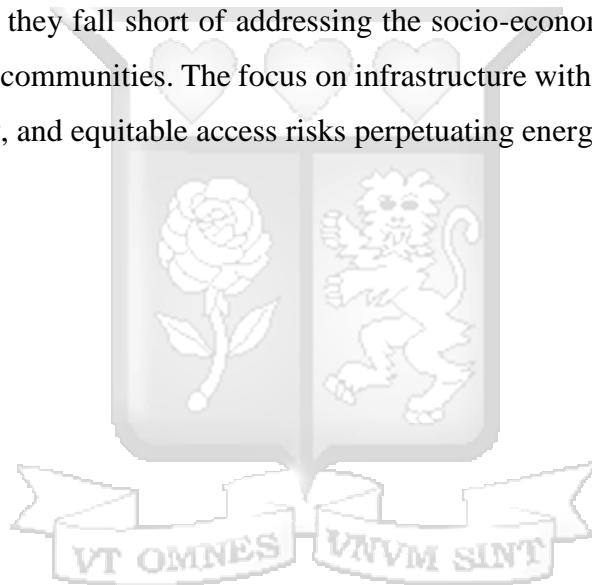 they fall short of addressing the socio-econor
communities. The focus on infrastructure with
, and equitable access risks perpetuating energ
VT OMNES VNVM SINT